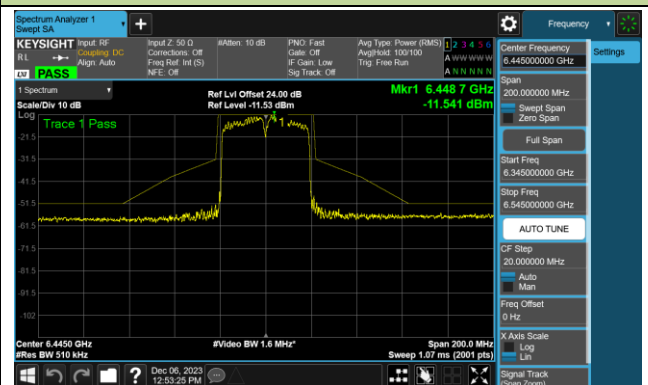 Spectrum Analyzer 1
Swept SA
+
Frequency
KEYSIGHT
RL
LXI
PASS
Input: RF
Coupling: DC
Align: Auto
Input Z: 50 Ω
Corrections: Off
Freq Ref: Int (S)
NFE: Off
#Atten: 10 dB
PNO: Fast
Gate: Off
IF Gain: Low
Sig Track: Off
Avg Type: Power (RMS)
Avg|Hold: 100/100
Trig: Free Run
1 2 3 4 5 6
A W W W W W
A N N N N N
Center Frequency
6.445000000 GHz
Settings
Span
200.000000 MHz
Swept Span
Zero Span
Full Span
Start Freq
6.345000000 GHz
Stop Freq
6.545000000 GHz
AUTO TUNE
CF Step
20.000000 MHz
Auto
Man
Freq Offset
0 Hz
X Axis Scale
Log
Lin
Signal Track
(Span Zoom)
1 Spectrum
Scale/Div 10 dB
Log
Ref Lvl Offset 24.00 dB
Ref Level -11.53 dBm
Mkr1 6.448 7 GHz
-11.541 dBm
Trace 1 Pass
1
-21.5
-31.5
-41.5
-51.5
-61.5
-71.5
-81.5
-91.5
-102
Center 6.4450 GHz
#Res BW 510 kHz
#Video BW 1.6 MHz*
Span 200.0 MHz
Sweep 1.07 ms (2001 pts)
?
Dec 06, 2023
12:53:25 PM